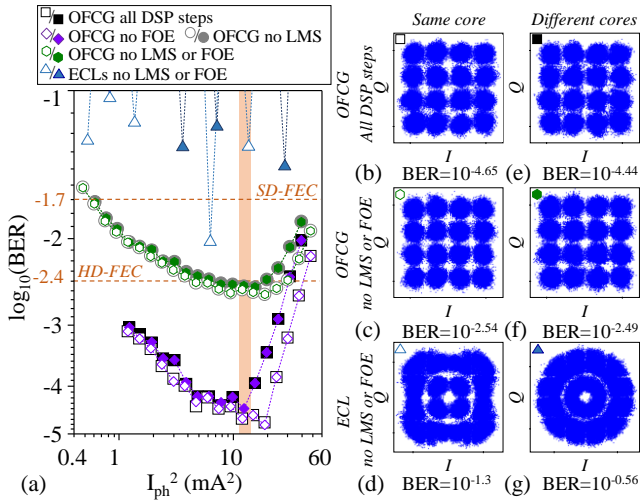 OFCG all DSP steps
OFCG no FOE
OFCG no LMS
OFCG no LMS or FOE
ECLs no LMS or FOE
-1
-1.7
SD-FEC
-2
HD-FEC
-2.4
-3
-4
-5
log10(BER)
0.4
1
10
60
Iph2 (mA2)
(a)
Same core
Different cores
OFCG
All DSP steps
Q
I
(b)
BER=10-4.65
Q
I
(e)
BER=10-4.44
OFCG
no LMS or FOE
Q
I
(c)
BER=10-2.54
Q
I
(f)
BER=10-2.49
ECL
no LMS or FOE
Q
I
(d)
BER=10-1.3
Q
I
(g)
BER=10-0.56